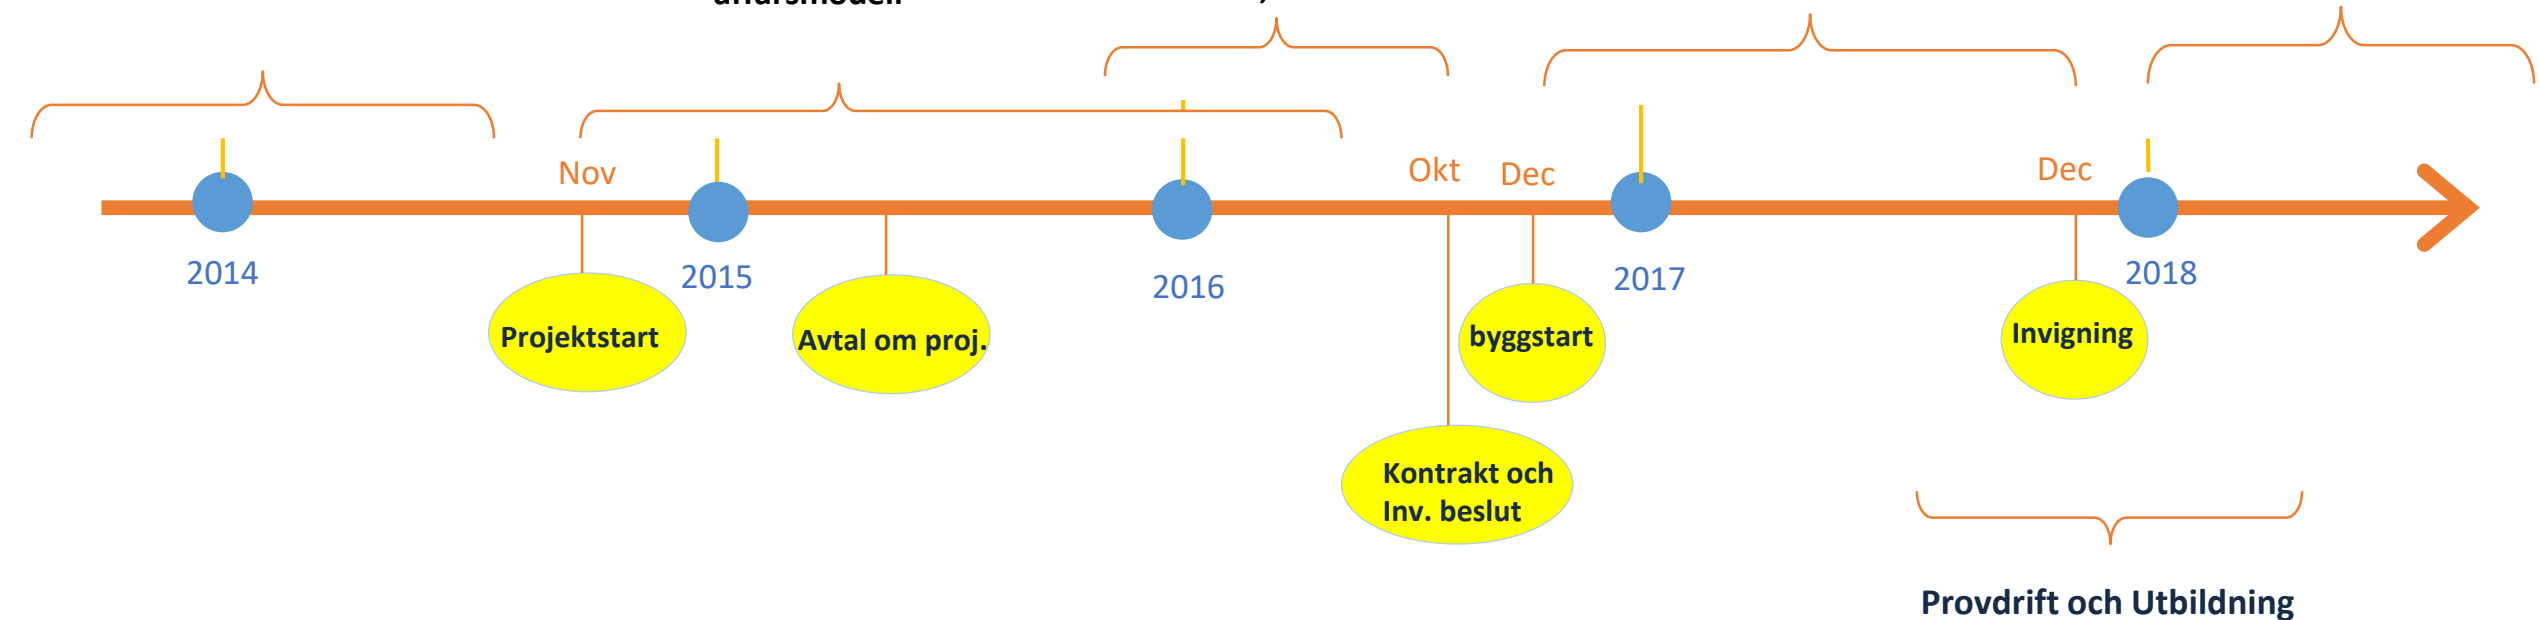 Nov
Okt
Dec
Dec
2014
2015
2016
2017
2018
Projektstart
Avtal om proj.
byggstart
Invigning
Kontrakt och
Inv. beslut
Provdrift och Utbildning